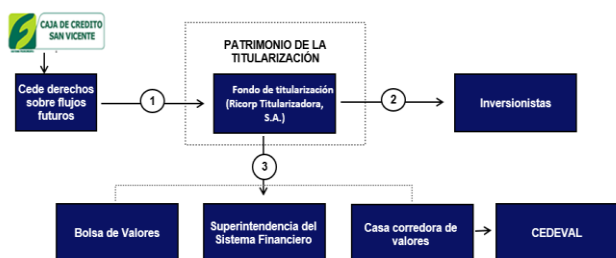 CAJA DE CREDITO
SAN VICENTE
PATRIMONIO DE LA
TITULARIZACIÓN
Cede derechos
sobre flujos
futuros
1
Fondo de titularización
(Ricorp Titularizadora,
S.A.)
2
Inversionistas
3
Bolsa de Valores
Superintendencia del
Sistema Financiero
Casa corredora de
valores
CEDEVAL